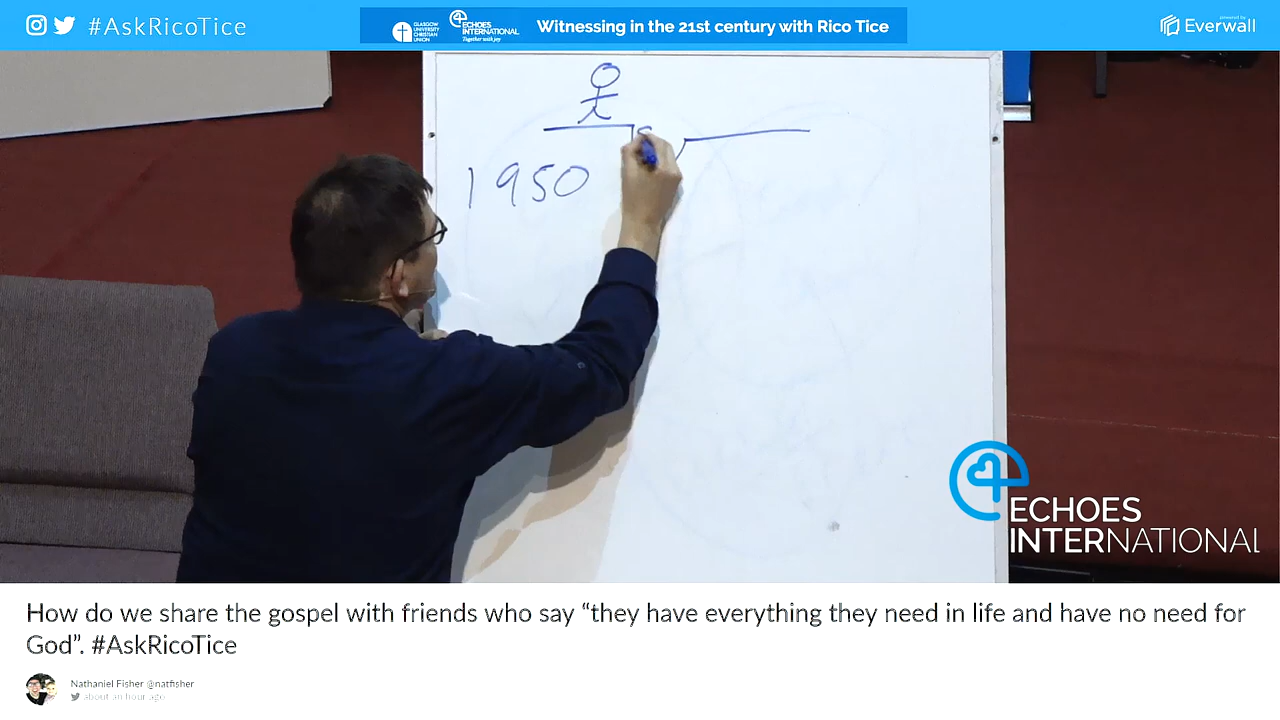 #AskRicoTice
GLASGOW
UNIVERSITY
CHRISTIAN
UNION
ECHOES
INTERNATIONAL
Together with joy
Witnessing in the 21st century with Rico Tice
powered by
Everwall
1950
ECHOES
INTERNATIONAL
How do we share the gospel with friends who say “they have everything they need in life and have no need for
God”. #AskRicoTice
Nathaniel Fisher @natfisher
about an hour ago